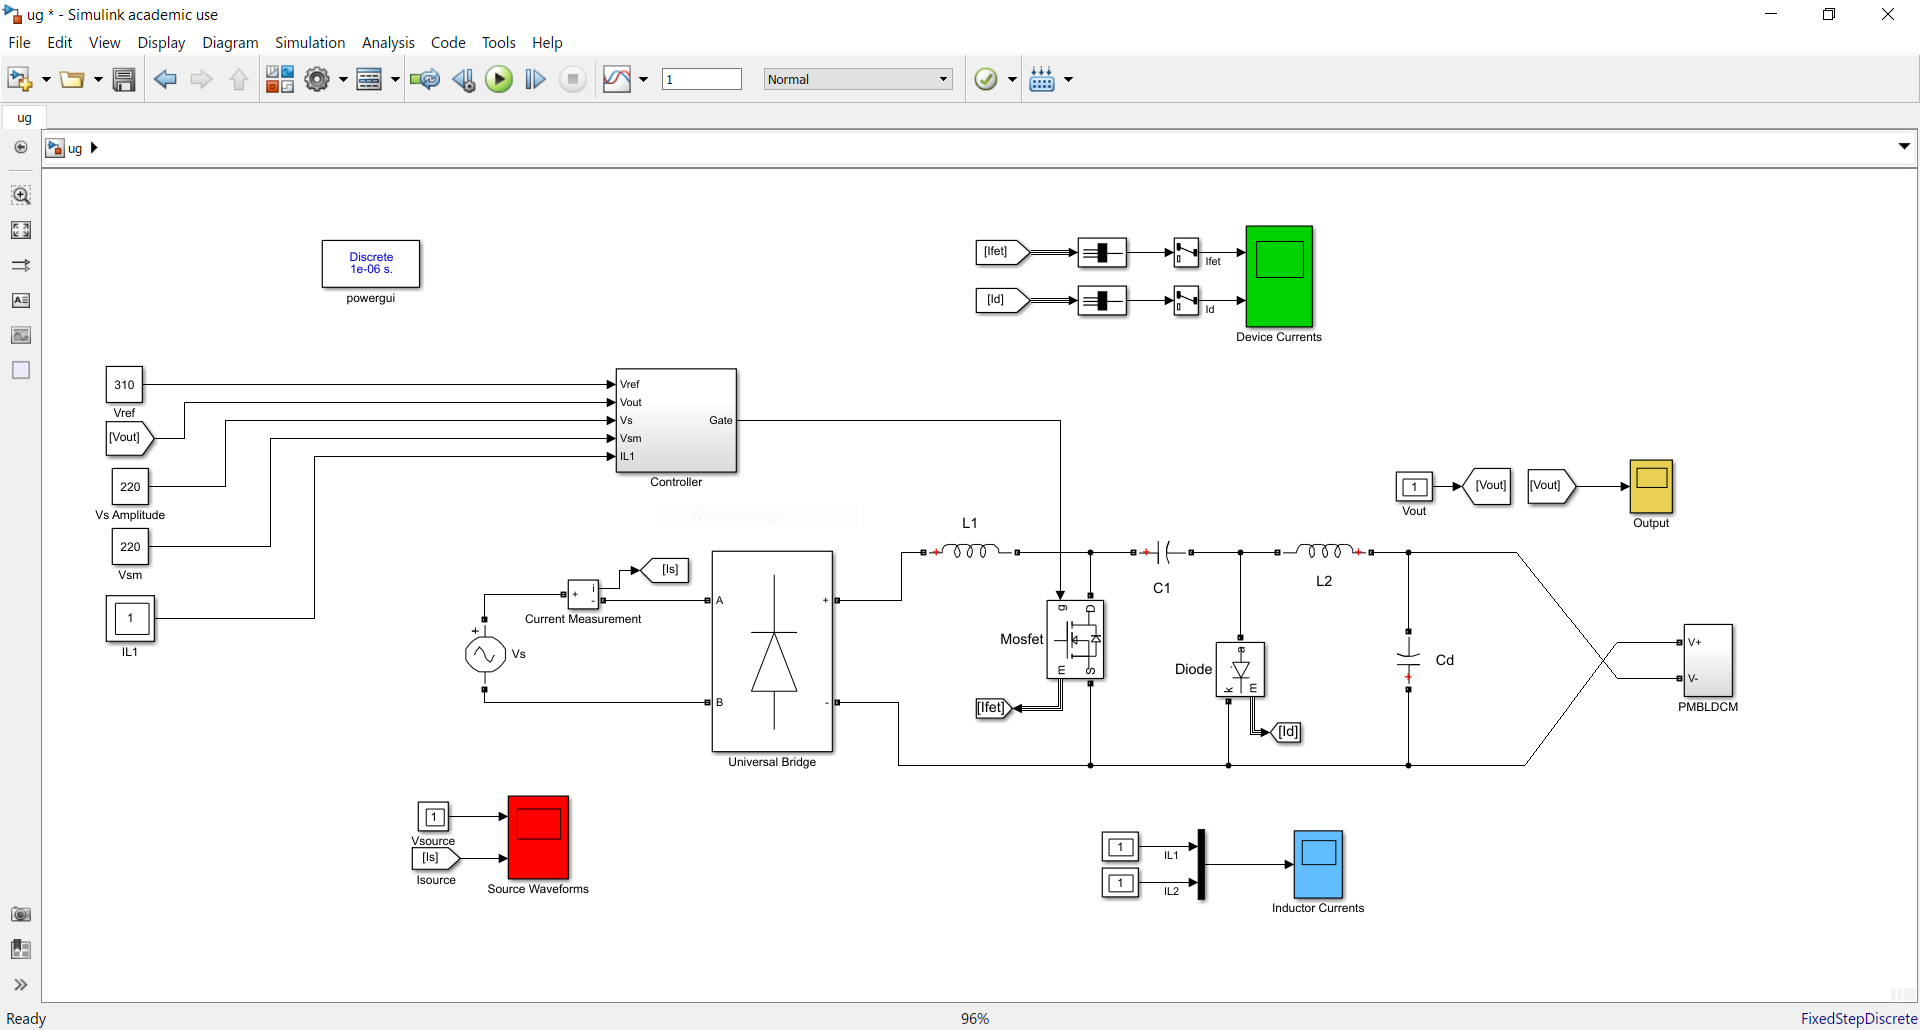 ug * - Simulink academic use
File Edit View Display Diagram Simulation Analysis Code Tools Help
1 Normal
ug
ug
Discrete
1e-06 s.
powergui
[Ifet]
Ifet
[Id]
Id
Device Currents
310
Vref
[Vout]
220
Vs Amplitude
220
Vsm
1
IL1
Vref
Vout
Vs
Vsm
IL1
Gate
Controller
Window Snip
1
Vout
[Vout]
[Vout]
Output
+ i -
[Is]
Current Measurement
+
Vs
A
B
+
-
Universal Bridge
L1
+
g D
Mosfet
m S
[Ifet]
+
C1
a
Diode
k m
[Id]
+
L2
Cd
+
V+
V-
PMBLDCM
1
Vsource
[Is]
Isource
Source Waveforms
1
IL1
1
IL2
Inductor Currents
Ready 96% FixedStepDiscrete